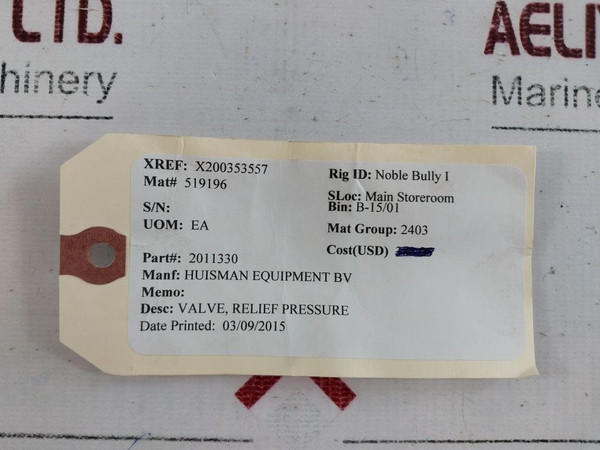 LTD.
AELI
hinery
Marine
XREF: X200353557
Mat# 519196
S/N:
UOM: EA
Part#: 2011330
Manf: HUISMAN EQUIPMENT BV
Memo:
Desc: VALVE, RELIEF PRESSURE
Date Printed: 03/09/2015
Rig ID: Noble Bully I
SLoc: Main Storeroom
Bin: B-15/01
Mat Group: 2403
Cost(USD)